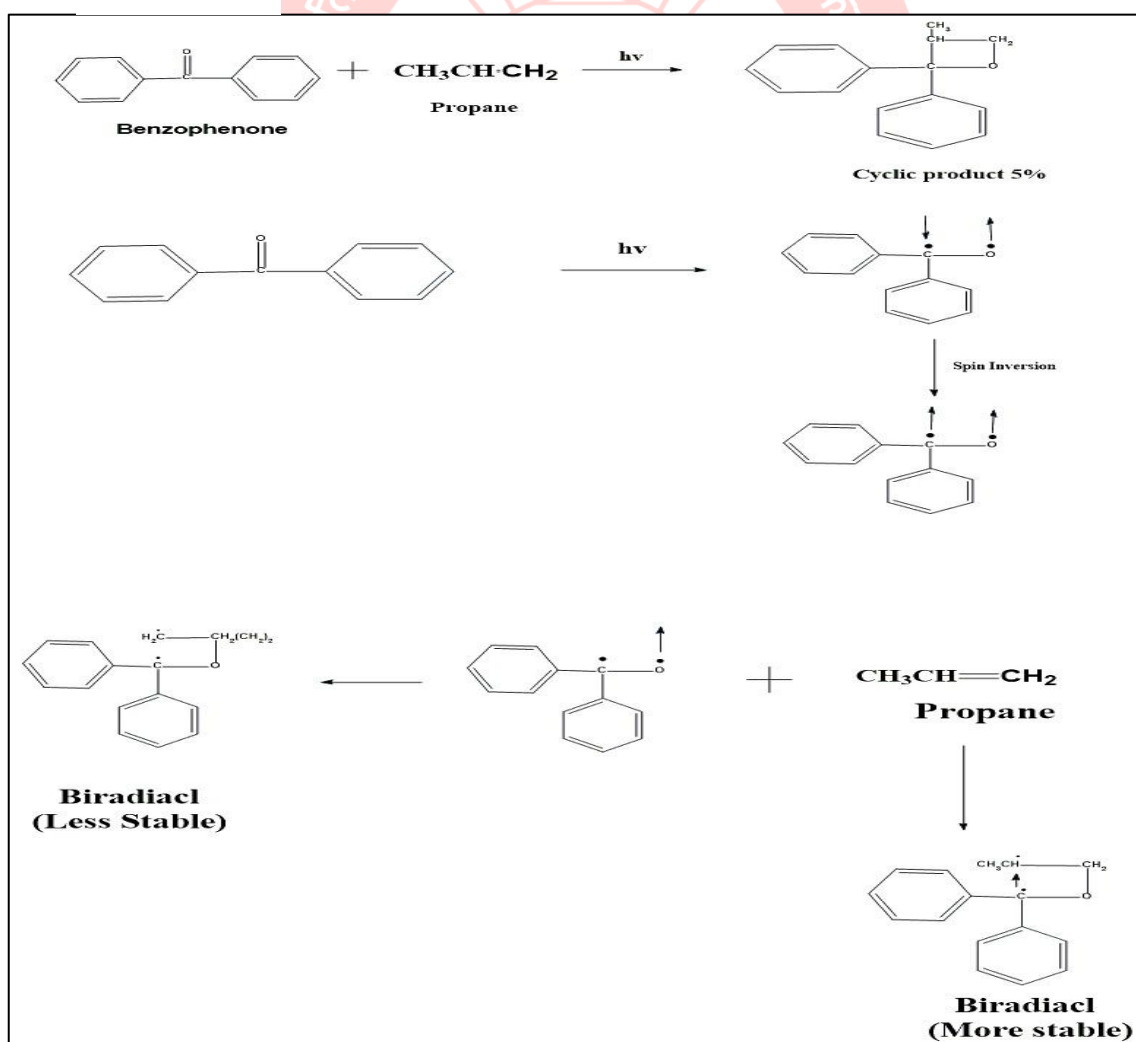 O
C
+ CH3CH·CH2
hv
Propane
Benzophenone
CH3
CH
CH2
C
O
Cyclic product 5%
O
C
hv
C
O
Spin Inversion
C
O
H2C
CH2(CH2)2
C
O
C
O
+
CH3CH=CH2
Propane
Biradiacl
(Less Stable)
CH3CH
CH2
C
O
Biradiacl
(More stable)